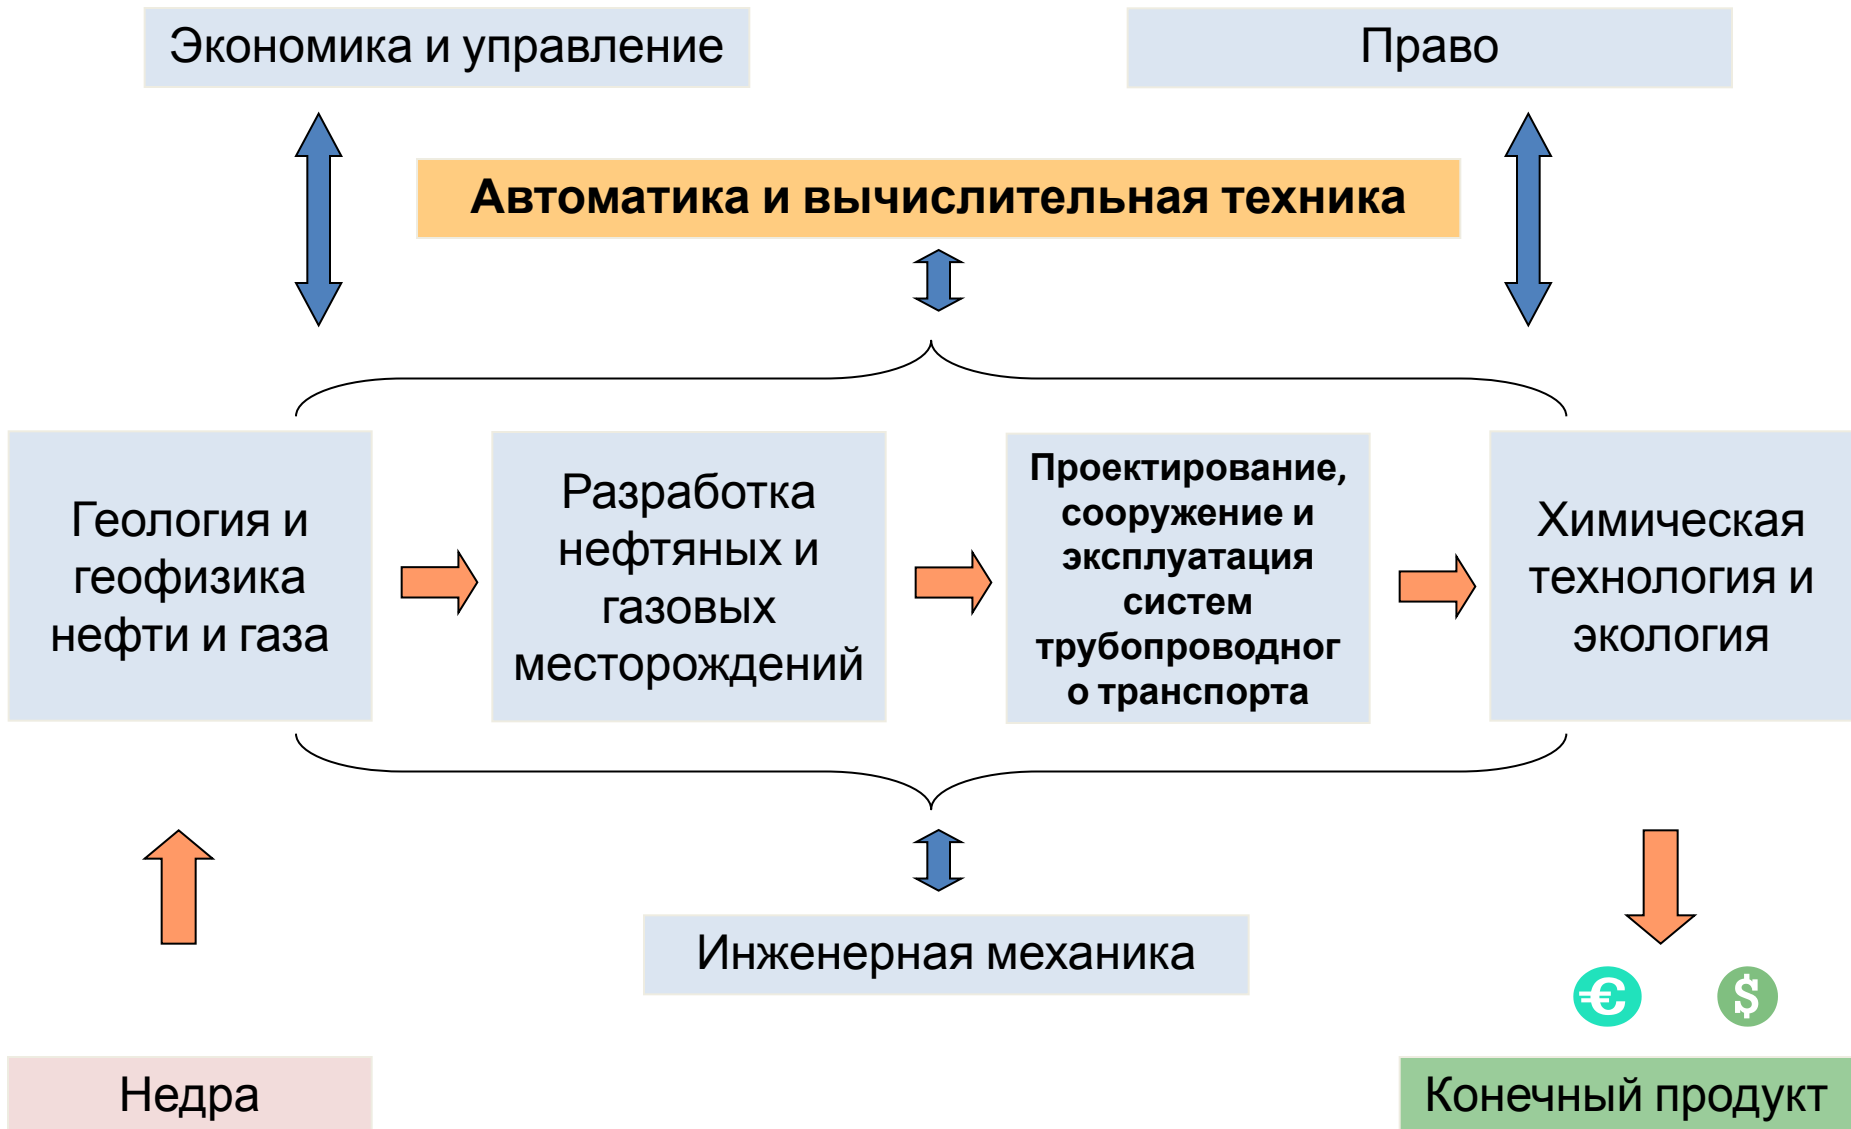 Экономика и управление
Право
Автоматика и вычислительная техника
Геология и
геофизика
нефти и газа
Разработка
нефтяных и
газовых
месторождений
Проектирование,
сооружение и
эксплуатация
систем
трубопроводног
о транспорта
Химическая
технология и
экология
Инженерная механика
€
$
Недра
Конечный продукт